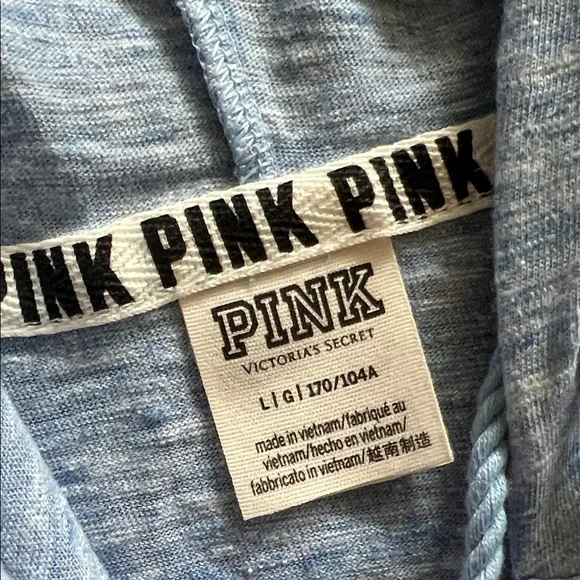 PINK PINK PINK
PINK
VICTORIA'S SECRET
L | G | 170/104A
made in vietnam/fabriqué au
vietnam/hecho en vietnam/
fabbricato in vietnam/越南制造